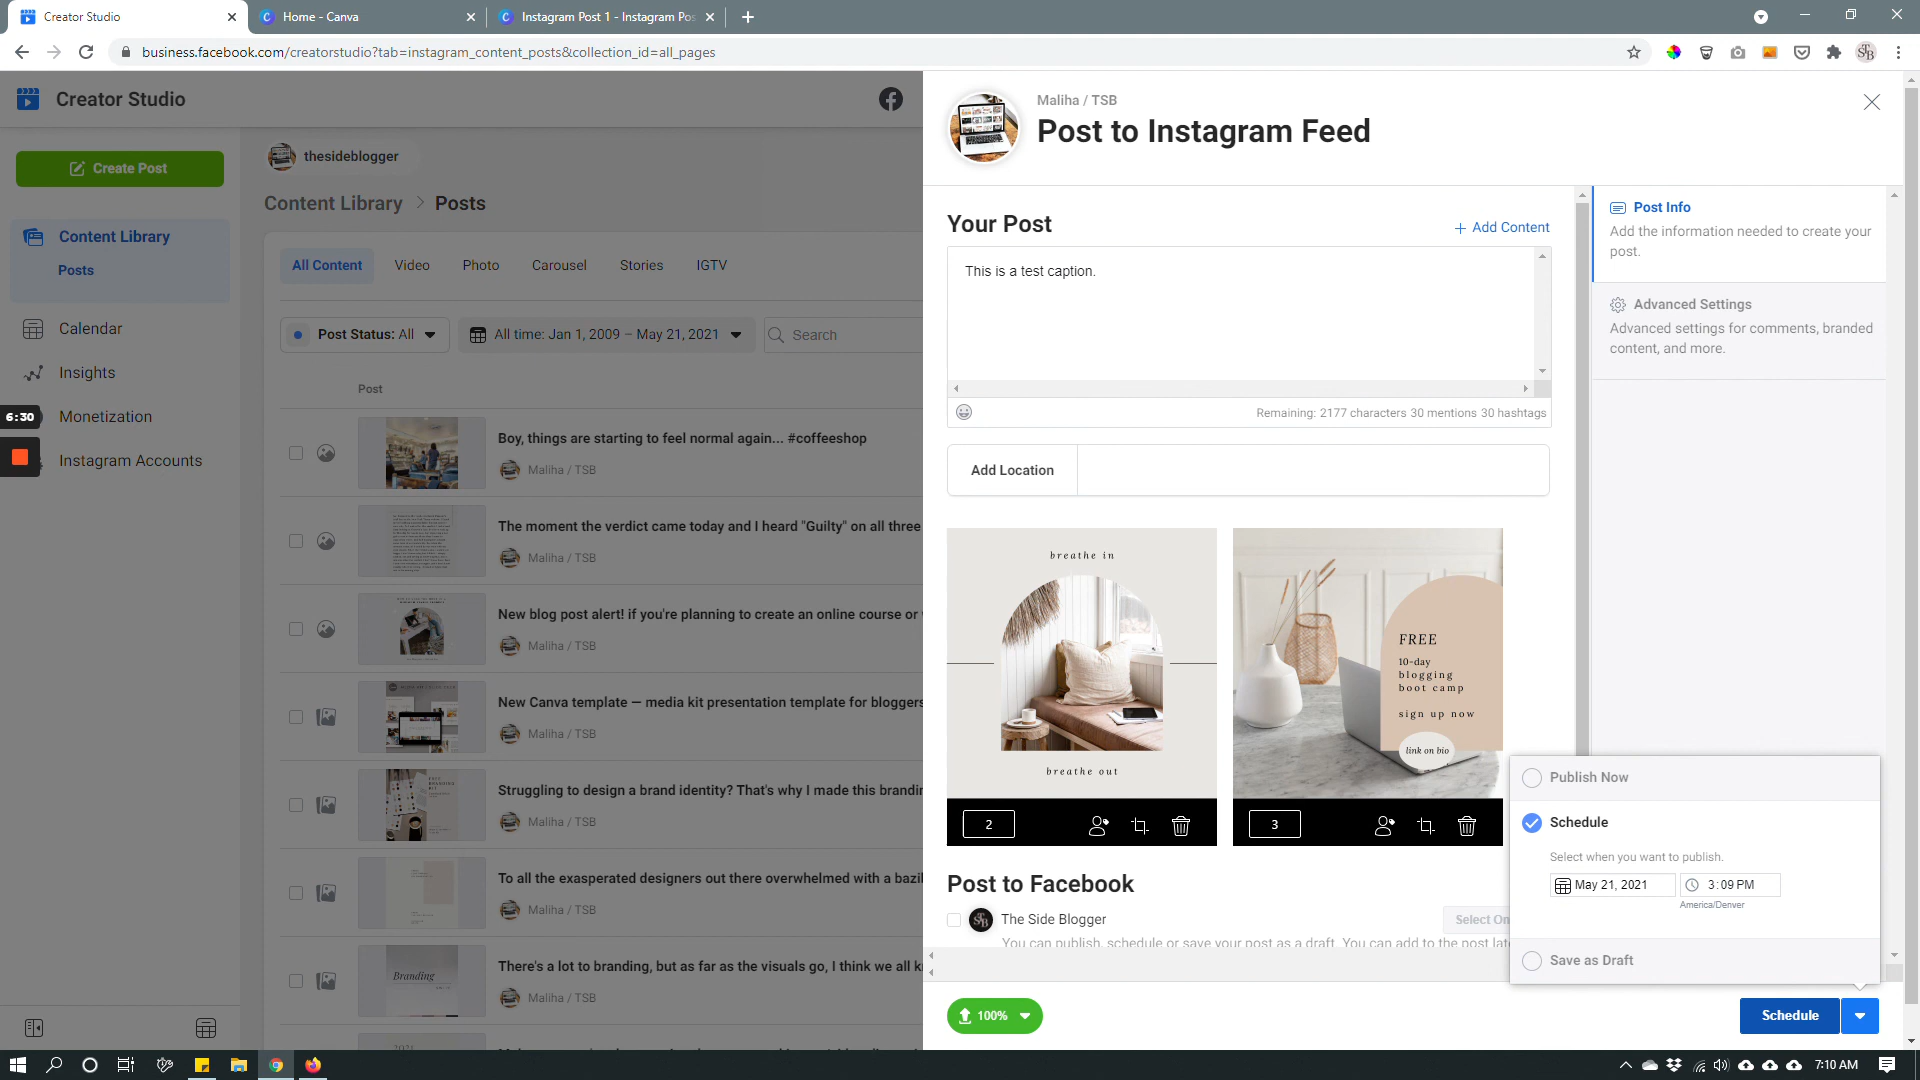 Creator Studio
Home - Canva
Instagram Post 1 - Instagram Pos
business.facebook.com/creatorstudio?tab=instagram_content_posts&collection_id=all_pages
Creator Studio
Create Post
Content Library
Posts
Calendar
Insights
6:30
Monetization
Instagram Accounts
thesideblogger
Content Library > Posts
All Content
Video
Photo
Carousel
Stories
IGTV
Post Status: All
All time: Jan 1, 2009 – May 21, 2021
Search
Post
Boy, things are starting to feel normal again... #coffeeshop
Maliha / TSB
The moment the verdict came today and I heard "Guilty" on all three
Maliha / TSB
New blog post alert! if you're planning to create an online course or
Maliha / TSB
New Canva template — media kit presentation template for bloggers
Maliha / TSB
Struggling to design a brand identity? That's why I made this brandin
Maliha / TSB
To all the exasperated designers out there overwhelmed with a bazil
Maliha / TSB
Branding
There's a lot to branding, but as far as the visuals go, I think we all k
Maliha / TSB
2021
Maliha / TSB
Post to Instagram Feed
Your Post
+ Add Content
This is a test caption.
Remaining: 2177 characters 30 mentions 30 hashtags
Add Location
breathe in
breathe out
2
FREE
10-day
blogging
boot camp
sign up now
link on bio
3
Post to Facebook
STB
The Side Blogger
Select On
You can publish, schedule or save your post as a draft. You can add to the post late
100%
Post Info
Add the information needed to create your
post.
Advanced Settings
Advanced settings for comments, branded
content, and more.
Publish Now
Schedule
Select when you want to publish.
May 21, 2021
3:09 PM
America/Denver
Save as Draft
Schedule
7:10 AM